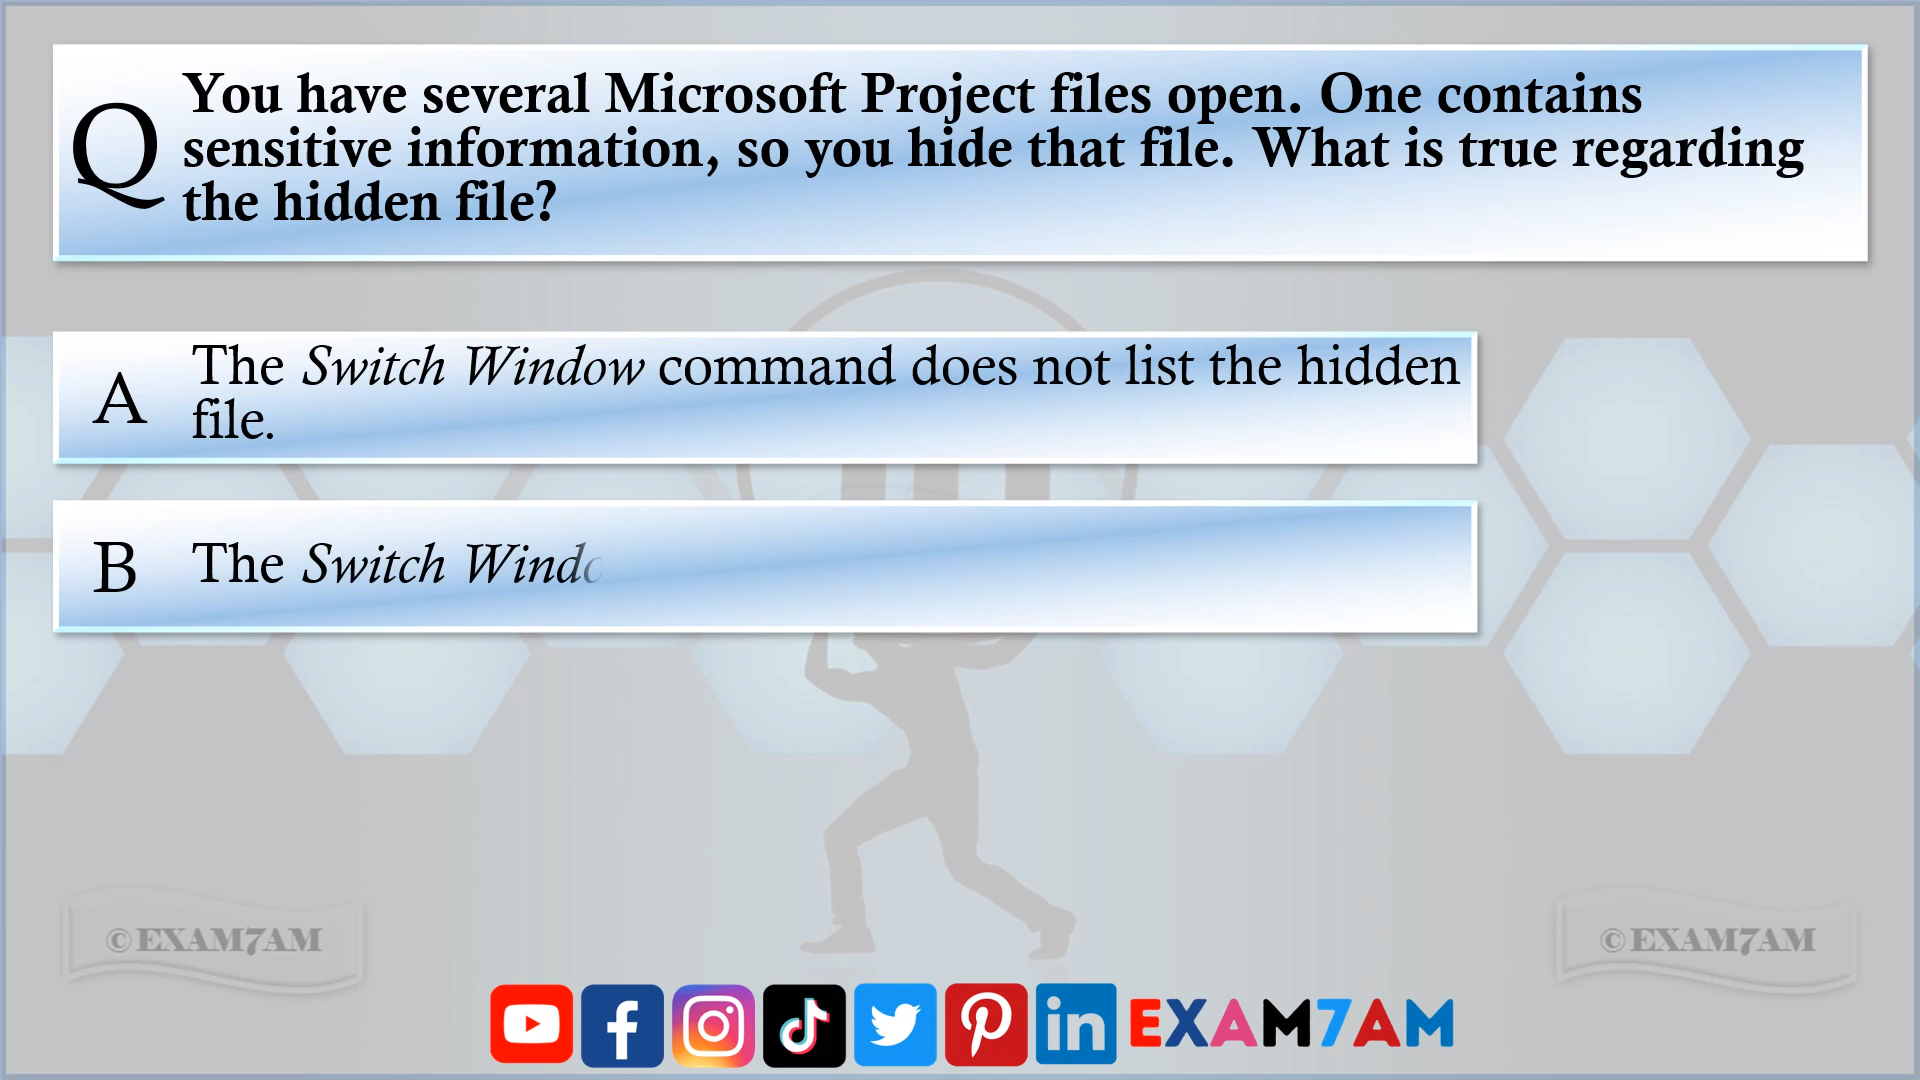 Q
You have several Microsoft Project files open. One contains
sensitive information, so you hide that file. What is true regarding
the hidden file?
A
The Switch Window command does not list the hidden
file.
B
The Switch
©EXAM7AM
©EXAM7AM
EXAM7AM